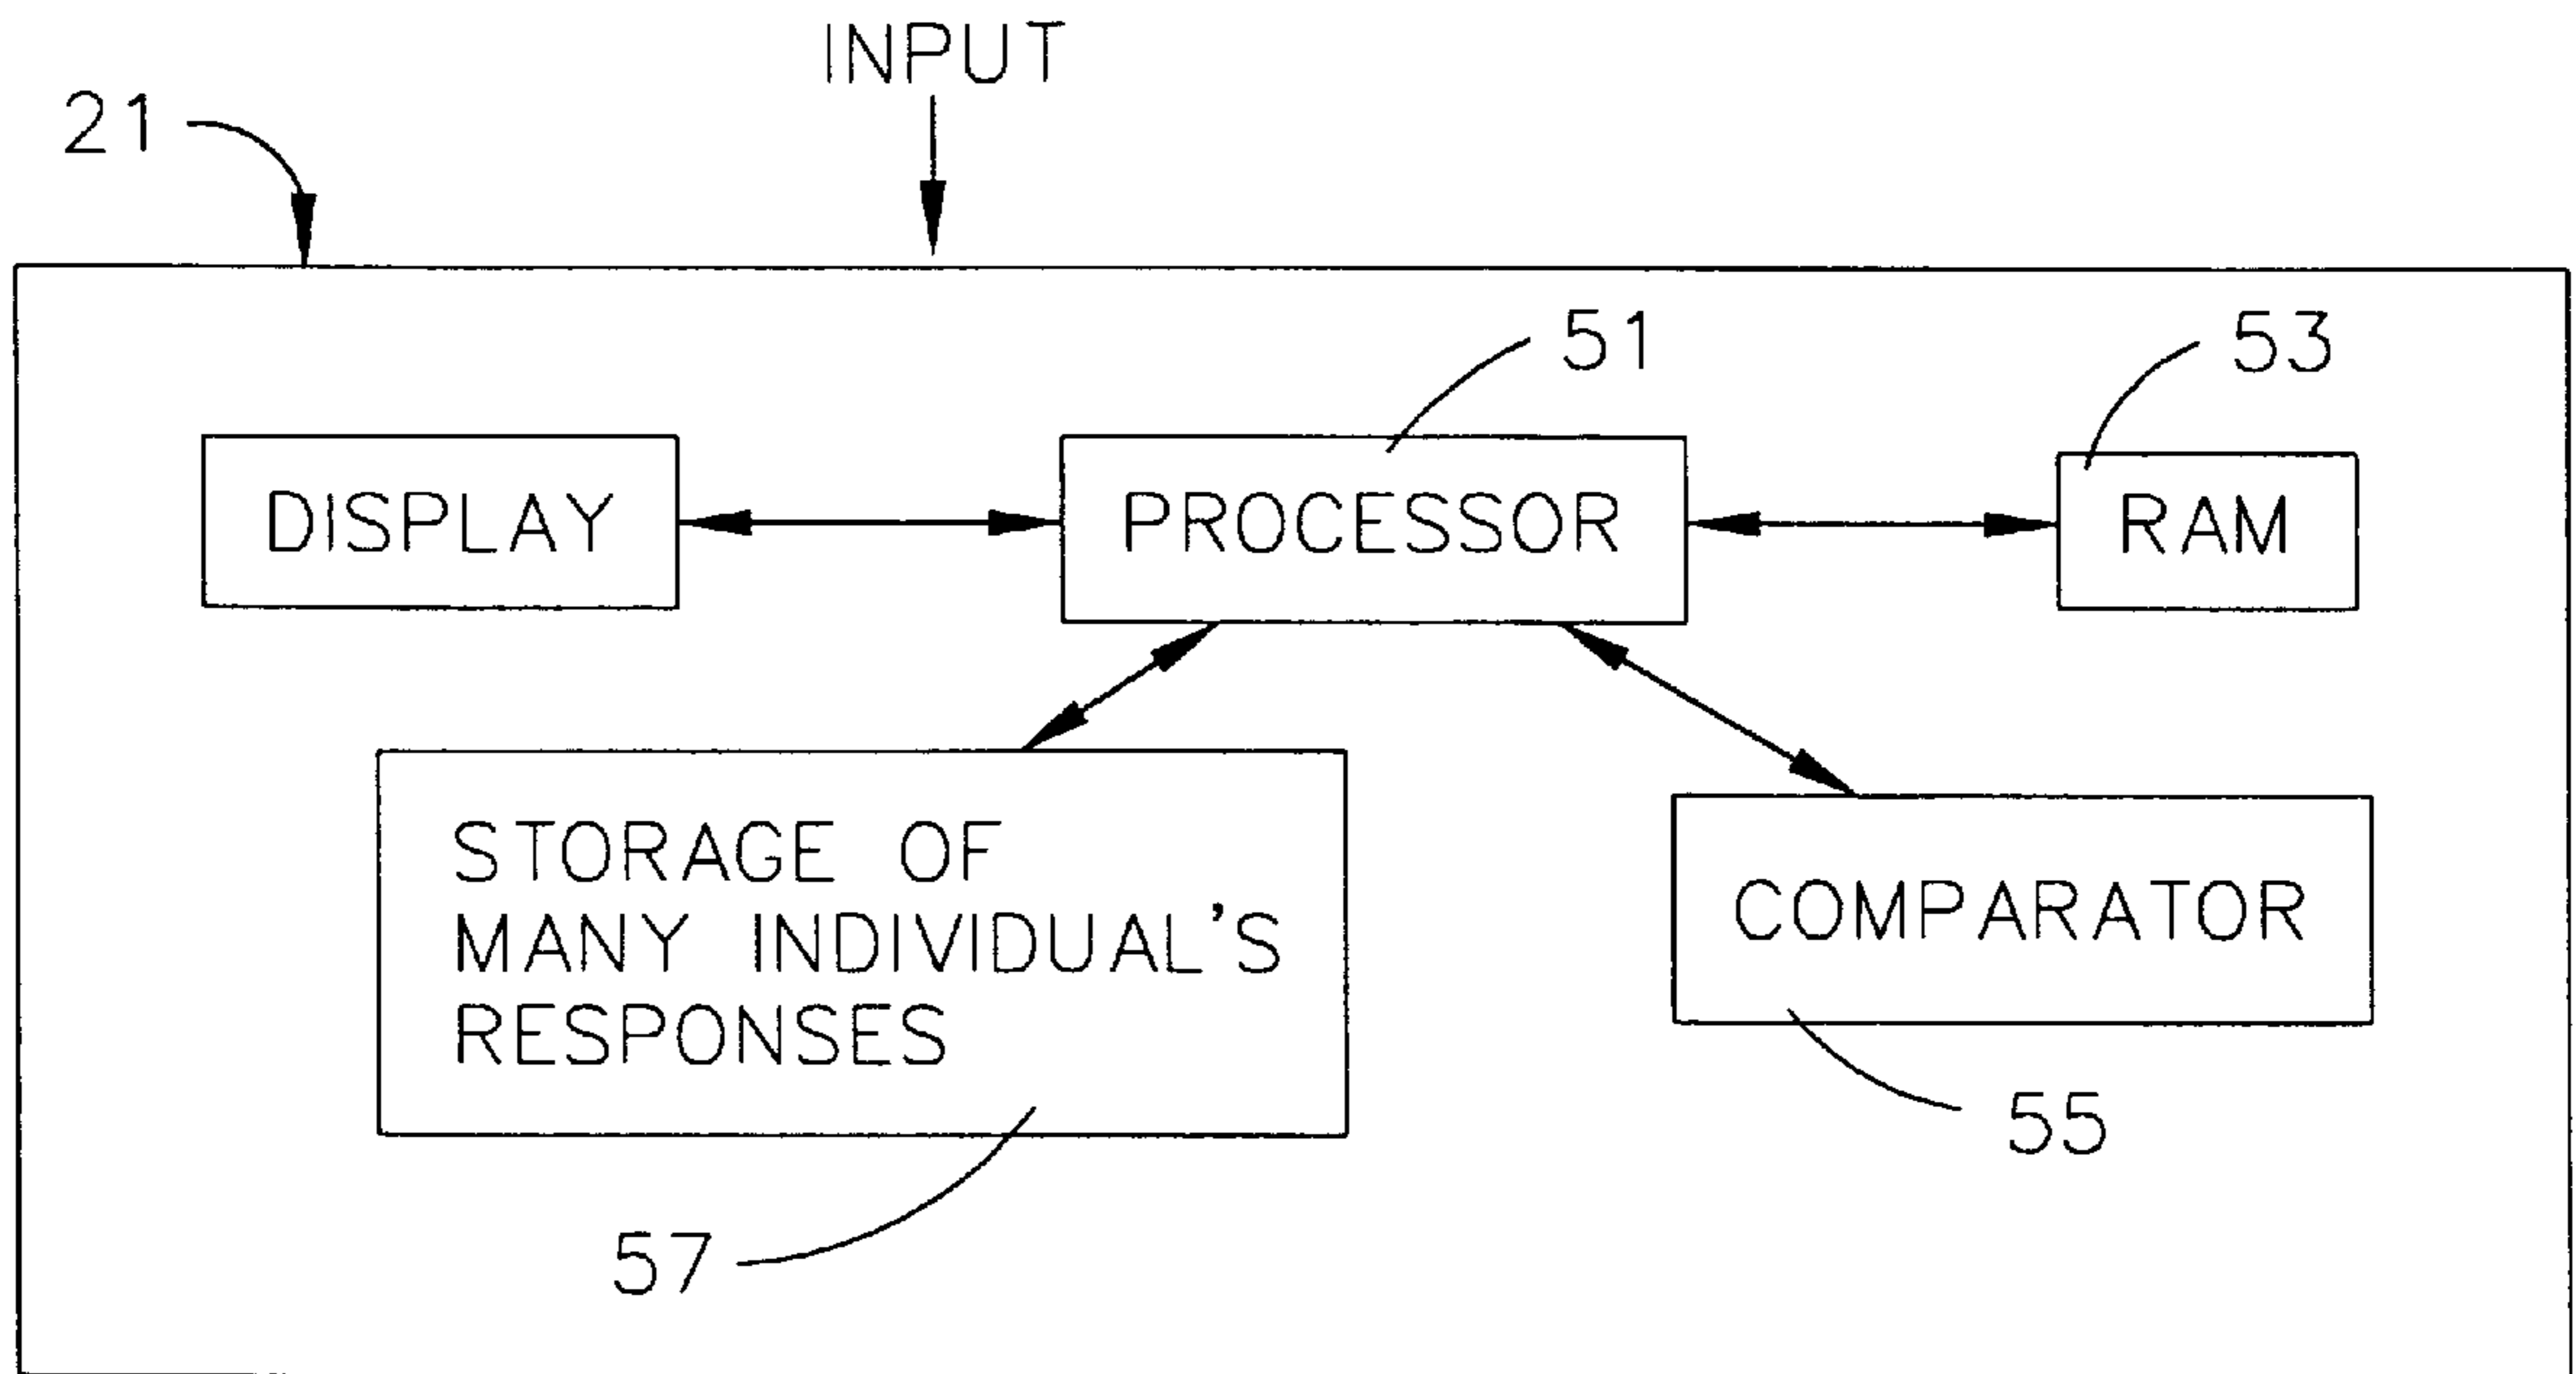 INPUT
21
51
53
DISPLAY
PROCESSOR
RAM
STORAGE OF
MANY INDIVIDUAL'S
RESPONSES
COMPARATOR
55
57